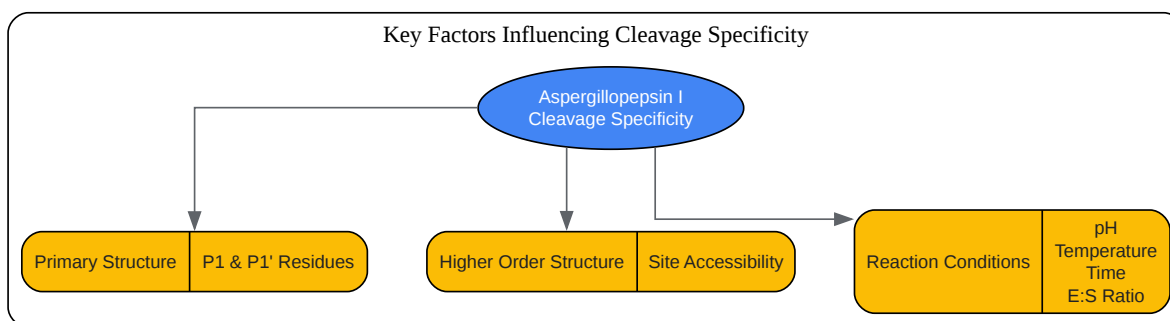 Key Factors Influencing Cleavage Specificity
Aspergillopepsin I
Cleavage Specificity
Primary Structure
P1 & P1' Residues
Higher Order Structure
Site Accessibility
Reaction Conditions
pH
Temperature
Time
E:S Ratio